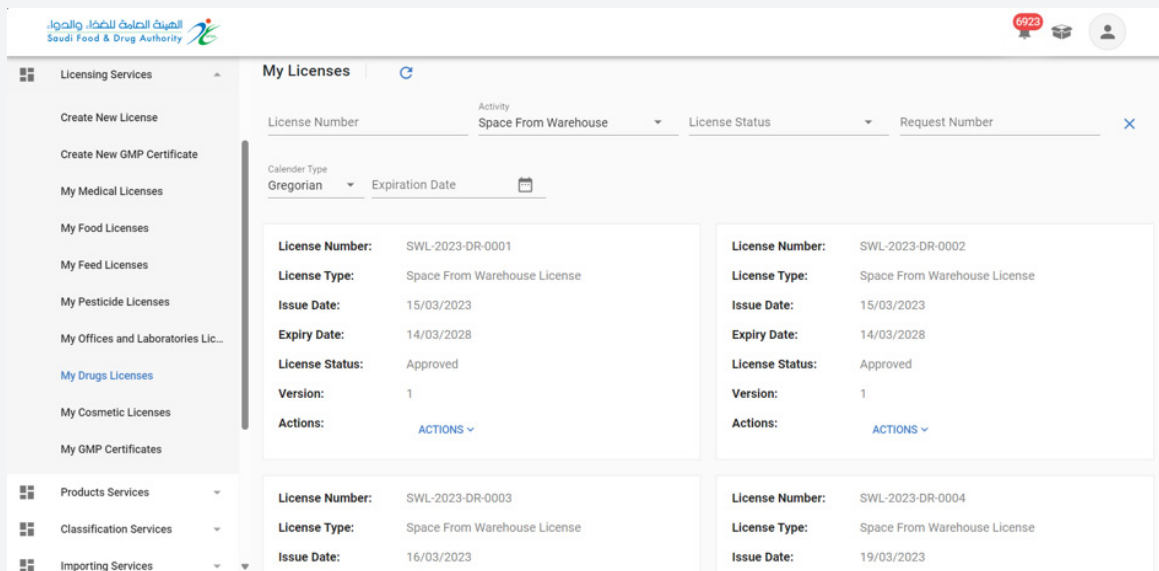 الهيئة العامة للغذاء والدواء
Saudi Food & Drug Authority
6923
Licensing Services
Create New License
Create New GMP Certificate
My Medical Licenses
My Food Licenses
My Feed Licenses
My Pesticide Licenses
My Offices and Laboratories Lic...
My Drugs Licenses
My Cosmetic Licenses
My GMP Certificates
Products Services
Classification Services
Importing Services
My Licenses
License Number
Activity
Space From Warehouse
License Status
Request Number
Calender Type
Gregorian
Expiration Date
License Number: SWL-2023-DR-0001
License Type: Space From Warehouse License
Issue Date: 15/03/2023
Expiry Date: 14/03/2028
License Status: Approved
Version: 1
Actions: ACTIONS
License Number: SWL-2023-DR-0002
License Type: Space From Warehouse License
Issue Date: 15/03/2023
Expiry Date: 14/03/2028
License Status: Approved
Version: 1
Actions: ACTIONS
License Number: SWL-2023-DR-0003
License Type: Space From Warehouse License
Issue Date: 16/03/2023
License Number: SWL-2023-DR-0004
License Type: Space From Warehouse License
Issue Date: 19/03/2023